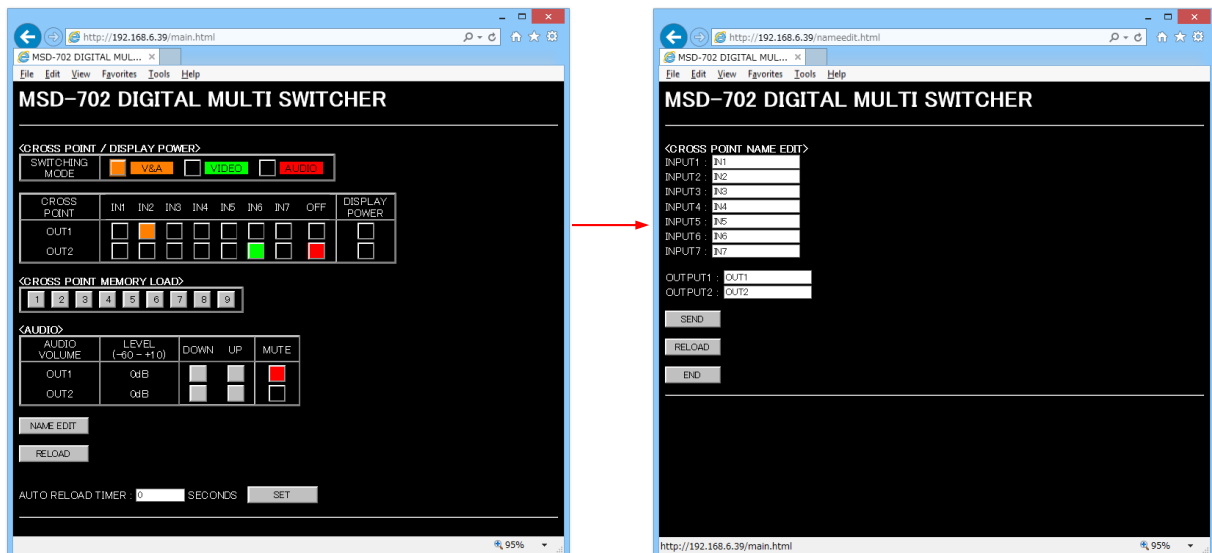 http://192.168.6.39/main.html
MSD-702 DIGITAL MUL... ×
File Edit View Favorites Tools Help
MSD-702 DIGITAL MULTI SWITCHER
<CROSS POINT / DISPLAY POWER>
SWITCHING MODE V&A VIDEO AUDIO
CROSS POINT IN1 IN2 IN3 IN4 IN5 IN6 IN7 OFF DISPLAY POWER
OUT1
OUT2
<CROSS POINT MEMORY LOAD>
1 2 3 4 5 6 7 8 9
<AUDIO>
AUDIO VOLUME LEVEL (-60 - +10) DOWN UP MUTE
OUT1 0dB
OUT2 0dB
NAME EDIT
RELOAD
AUTO RELOAD TIMER : 0 SECONDS SET
95%
http://192.168.6.39/nameedit.html
MSD-702 DIGITAL MUL... ×
File Edit View Favorites Tools Help
MSD-702 DIGITAL MULTI SWITCHER
<CROSS POINT NAME EDIT>
INPUT1 : IN1
INPUT2 : IN2
INPUT3 : IN3
INPUT4 : IN4
INPUT5 : IN5
INPUT6 : IN6
INPUT7 : IN7
OUTPUT1 : OUT1
OUTPUT2 : OUT2
SEND
RELOAD
END
http://192.168.6.39/main.html
95%